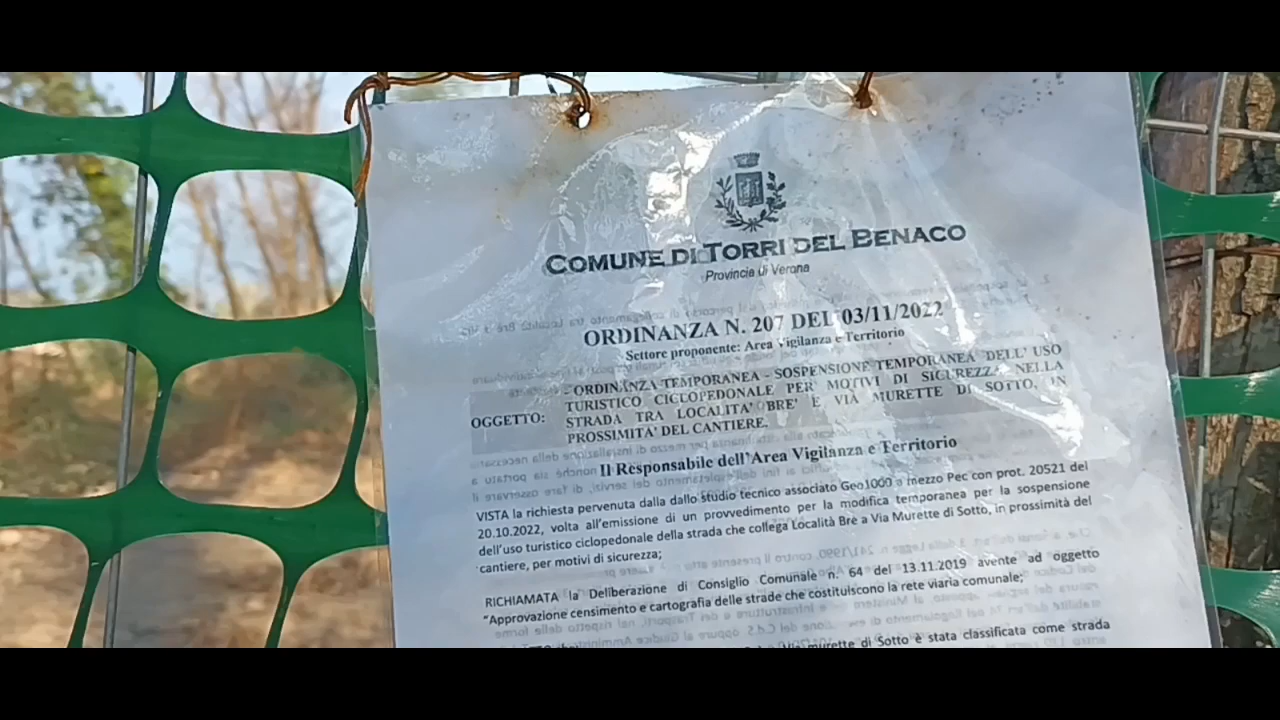 COMUNE DI TORRI DEL BENACO
Provincia di Verona
ORDINANZA N. 207 DEL 03/11/2022
Settore proponente: Area Vigilanza e Territorio
OGGETTO: - ORDINANZA TEMPORANEA - SOSPENSIONE TEMPORANEA DELL' USO
TURISTICO CICLOPEDONALE PER MOTIVI DI SICUREZZA NELLA
STRADA TRA LOCALITA' BRE' E VIA MURETTE DI SOTTO, IN
PROSSIMITA' DEL CANTIERE.
Il Responsabile dell'Area Vigilanza e Territorio
VISTA la richiesta pervenuta dalla dallo studio tecnico associato Geo1000 a mezzo Pec con prot. 20521 del
20.10.2022, volta all'emissione di un provvedimento per la modifica temporanea per la sospensione
dell'uso turistico ciclopedonale della strada che collega Località Bre a Via Murette di Sotto, in prossimità del
cantiere, per motivi di sicurezza;
RICHIAMATA la Deliberazione di Consiglio Comunale n. 64 del 13.11.2019 avente ad oggetto
"Approvazione censimento e cartografia delle strade che costituiscono la rete viaria comunale;
murette di Sotto è stata classificata come strada